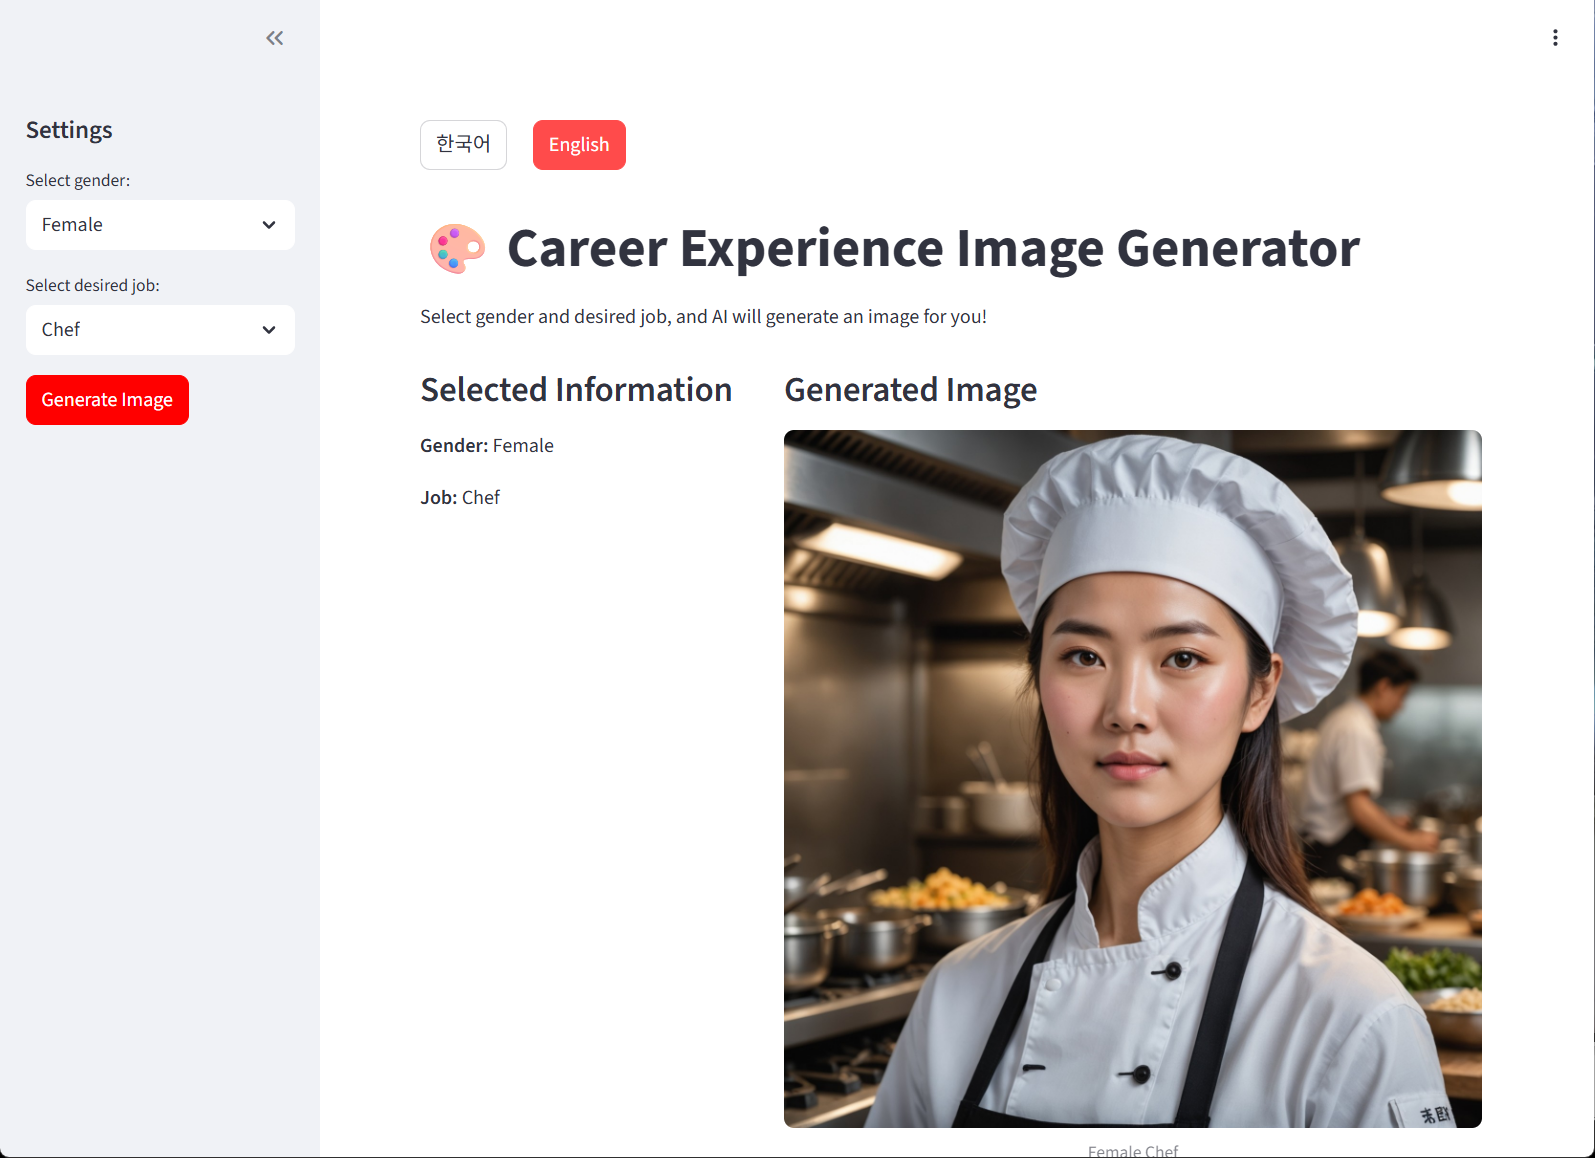 Settings
Select gender:
Female
Select desired job:
Chef
Generate Image
한국어
English
Career Experience Image Generator
Select gender and desired job, and AI will generate an image for you!
Selected Information
Gender: Female
Job: Chef
Generated Image
Female Chef